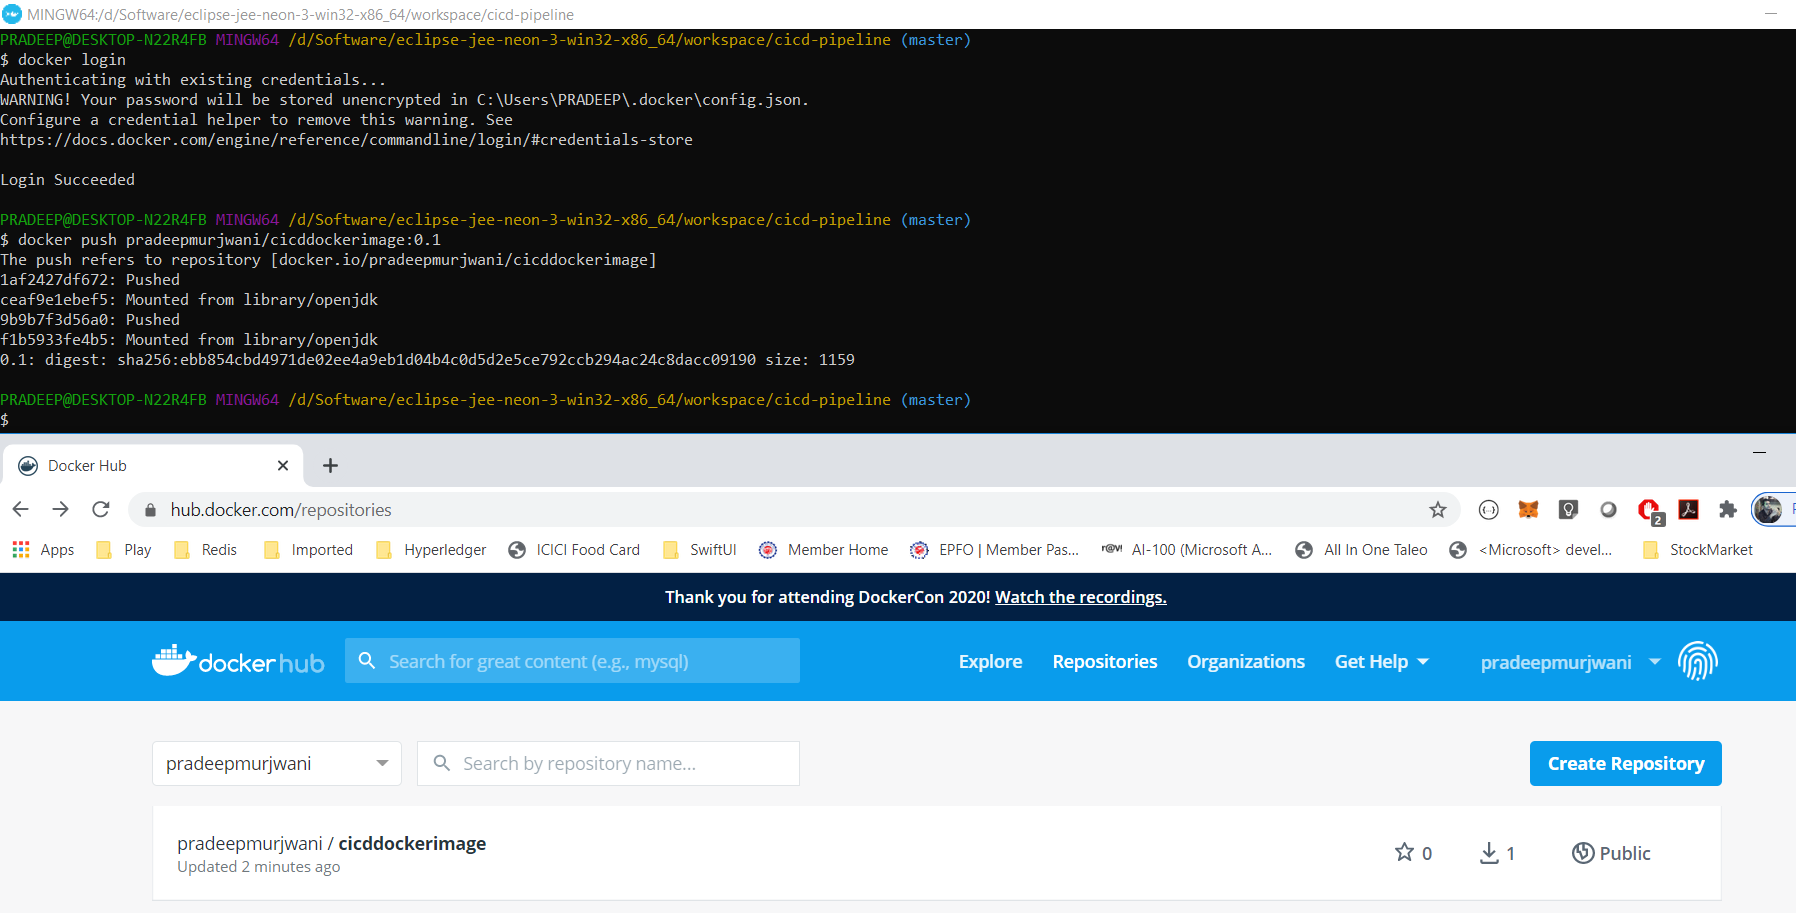 MINGW64:/d/Software/eclipse-jee-neon-3-win32-x86_64/workspace/cicd-pipeline
PRADEEP@DESKTOP-N22R4FB MINGW64 /d/Software/eclipse-jee-neon-3-win32-x86_64/workspace/cicd-pipeline (master)
$ docker login
Authenticating with existing credentials...
WARNING! Your password will be stored unencrypted in C:\Users\PRADEEP\.docker\config.json.
Configure a credential helper to remove this warning. See
https://docs.docker.com/engine/reference/commandline/login/#credentials-store
Login Succeeded
PRADEEP@DESKTOP-N22R4FB MINGW64 /d/Software/eclipse-jee-neon-3-win32-x86_64/workspace/cicd-pipeline (master)
$ docker push pradeepmurjwani/cicddockerimage:0.1
The push refers to repository [docker.io/pradeepmurjwani/cicddockerimage]
1af2427df672: Pushed
ceaf9e1ebef5: Mounted from library/openjdk
9b9b7f3d56a0: Pushed
f1b5933fe4b5: Mounted from library/openjdk
0.1: digest: sha256:ebb854cbd4971de02ee4a9eb1d04b4c0d5d2e5ce792ccb294ac24c8dacc09190 size: 1159
PRADEEP@DESKTOP-N22R4FB MINGW64 /d/Software/eclipse-jee-neon-3-win32-x86_64/workspace/cicd-pipeline (master)
$
Docker Hub
hub.docker.com/repositories
2
Apps Play Redis Imported Hyperledger ICICI Food Card SwiftUI Member Home EPFO | Member Pas... r@v! AI-100 (Microsoft A... All In One Taleo <Microsoft> devel... StockMarket
Thank you for attending DockerCon 2020! Watch the recordings.
docker hub Search for great content (e.g., mysql) Explore Repositories Organizations Get Help pradeepmurjwani
pradeepmurjwani Search by repository name... Create Repository
pradeepmurjwani / cicddockerimage
Updated 2 minutes ago
0 1 Public